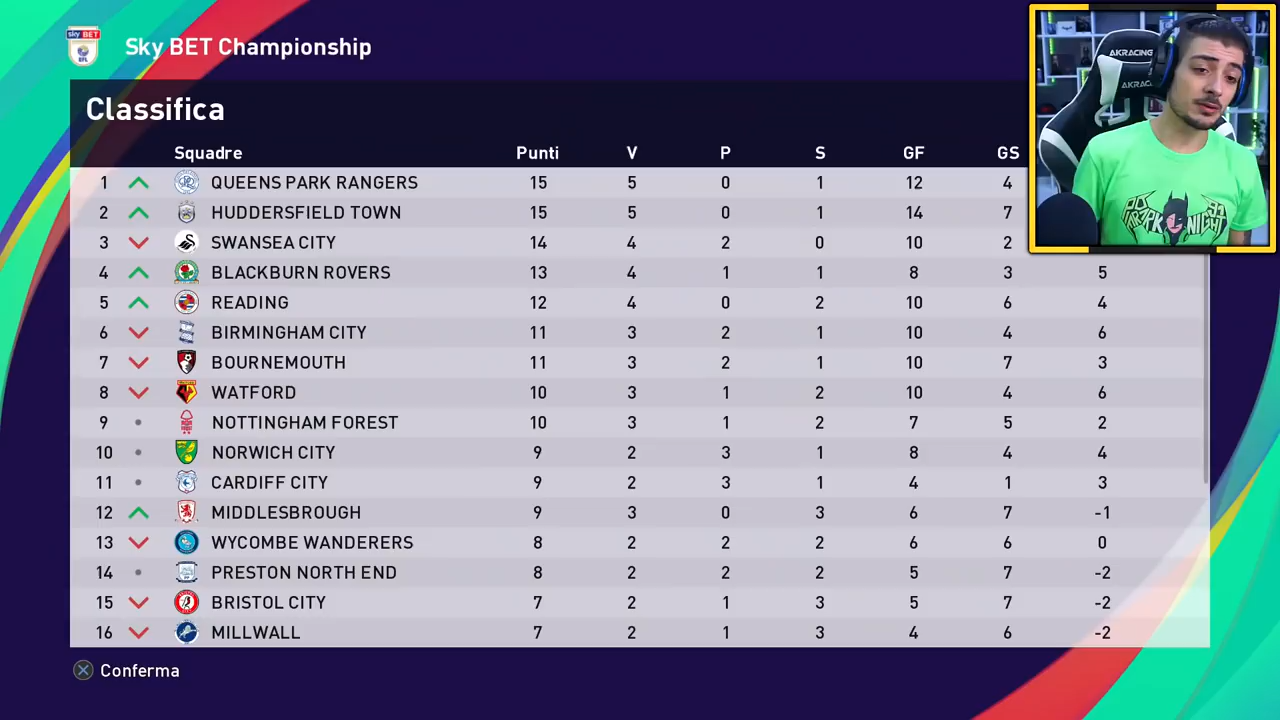 Sky BET Championship
Classifica
Squadre Punti V P S GF GS
1 QUEENS PARK RANGERS 15 5 0 1 12 4
2 HUDDERSFIELD TOWN 15 5 0 1 14 7
3 SWANSEA CITY 14 4 2 0 10 2
4 BLACKBURN ROVERS 13 4 1 1 8 3 5
5 READING 12 4 0 2 10 6 4
6 BIRMINGHAM CITY 11 3 2 1 10 4 6
7 BOURNEMOUTH 11 3 2 1 10 7 3
8 WATFORD 10 3 1 2 10 4 6
9 NOTTINGHAM FOREST 10 3 1 2 7 5 2
10 NORWICH CITY 9 2 3 1 8 4 4
11 CARDIFF CITY 9 2 3 1 4 1 3
12 MIDDLESBROUGH 9 3 0 3 6 7 -1
13 WYCOMBE WANDERERS 8 2 2 2 6 6 0
14 PRESTON NORTH END 8 2 2 2 5 7 -2
15 BRISTOL CITY 7 2 1 3 5 7 -2
16 MILLWALL 7 2 1 3 4 6 -2
Conferma
sky BET
EFL
AKRACING
AKRACING